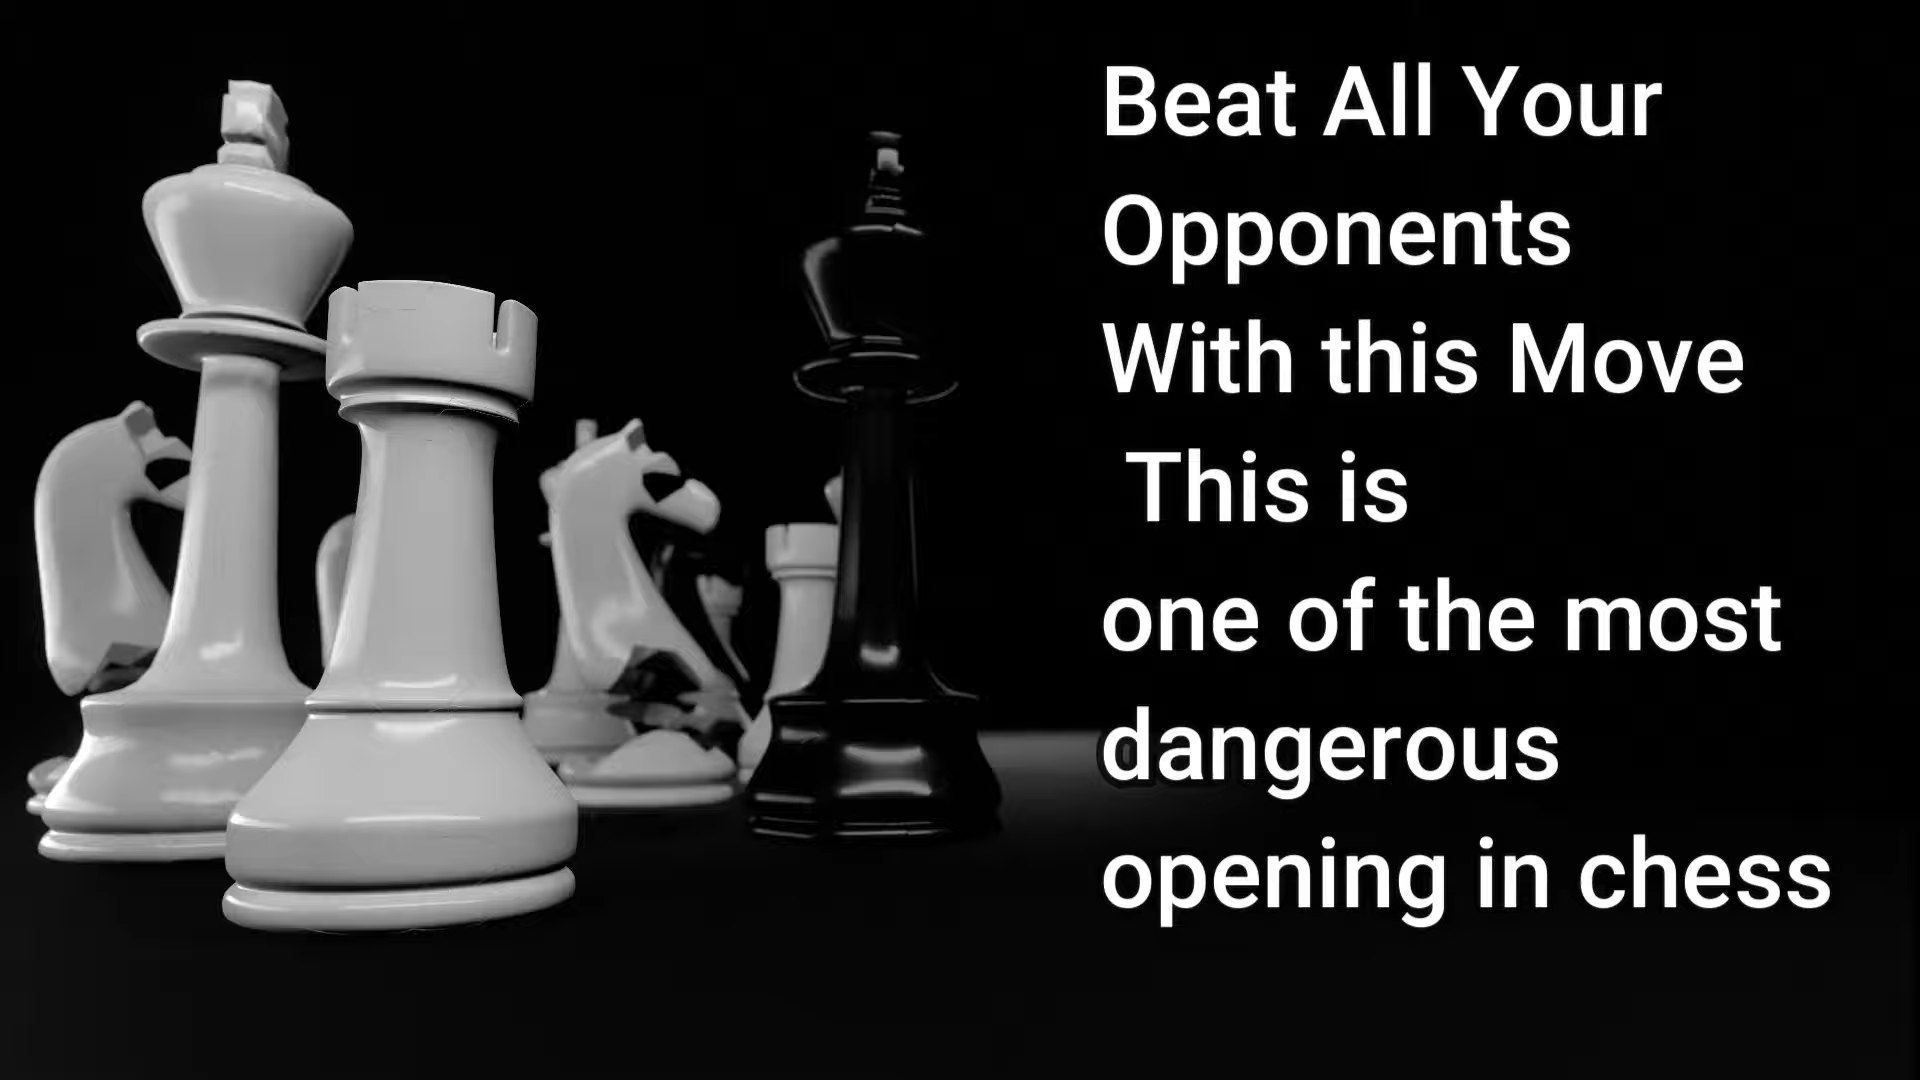 Beat All Your
Opponents
With this Move
This is
one of the most
dangerous
opening in chess